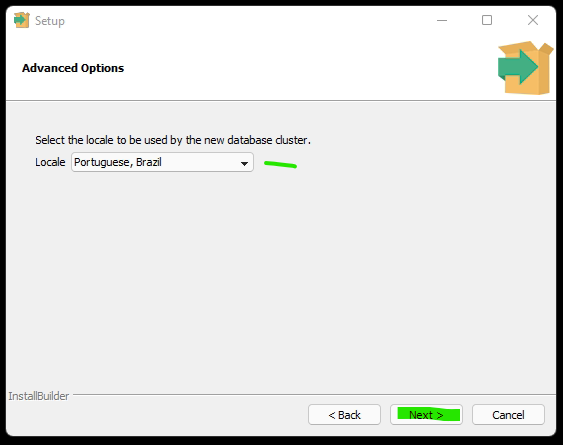 Setup
Advanced Options
Select the locale to be used by the new database cluster.
Locale Portuguese, Brazil
InstallBuilder
< Back Next > Cancel